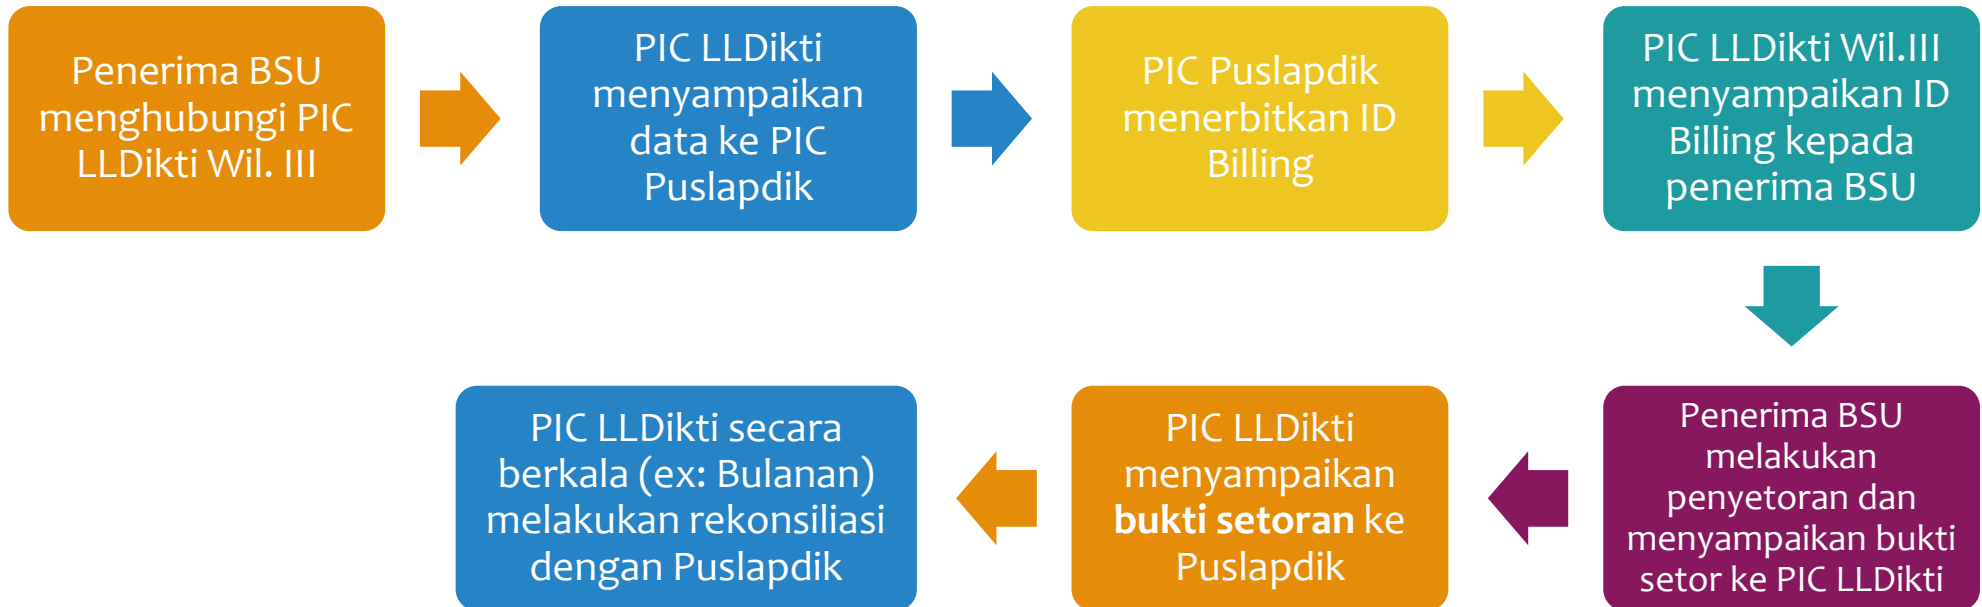 Penerima BSU
menghubungi PIC
LLDikti Wil. III
PIC LLDikti
menyampaikan
data ke PIC
Puslapdik
PIC Puslapdik
menerbitkan ID
Billing
PIC LLDikti Wil.III
menyampaikan ID
Billing kepada
penerima BSU
Penerima BSU
melakukan
penyetoran dan
menyampaikan bukti
setor ke PIC LLDikti
PIC LLDikti
menyampaikan
bukti setoran ke
Puslapdik
PIC LLDikti secara
berkala (ex: Bulanan)
melakukan rekonsiliasi
dengan Puslapdik